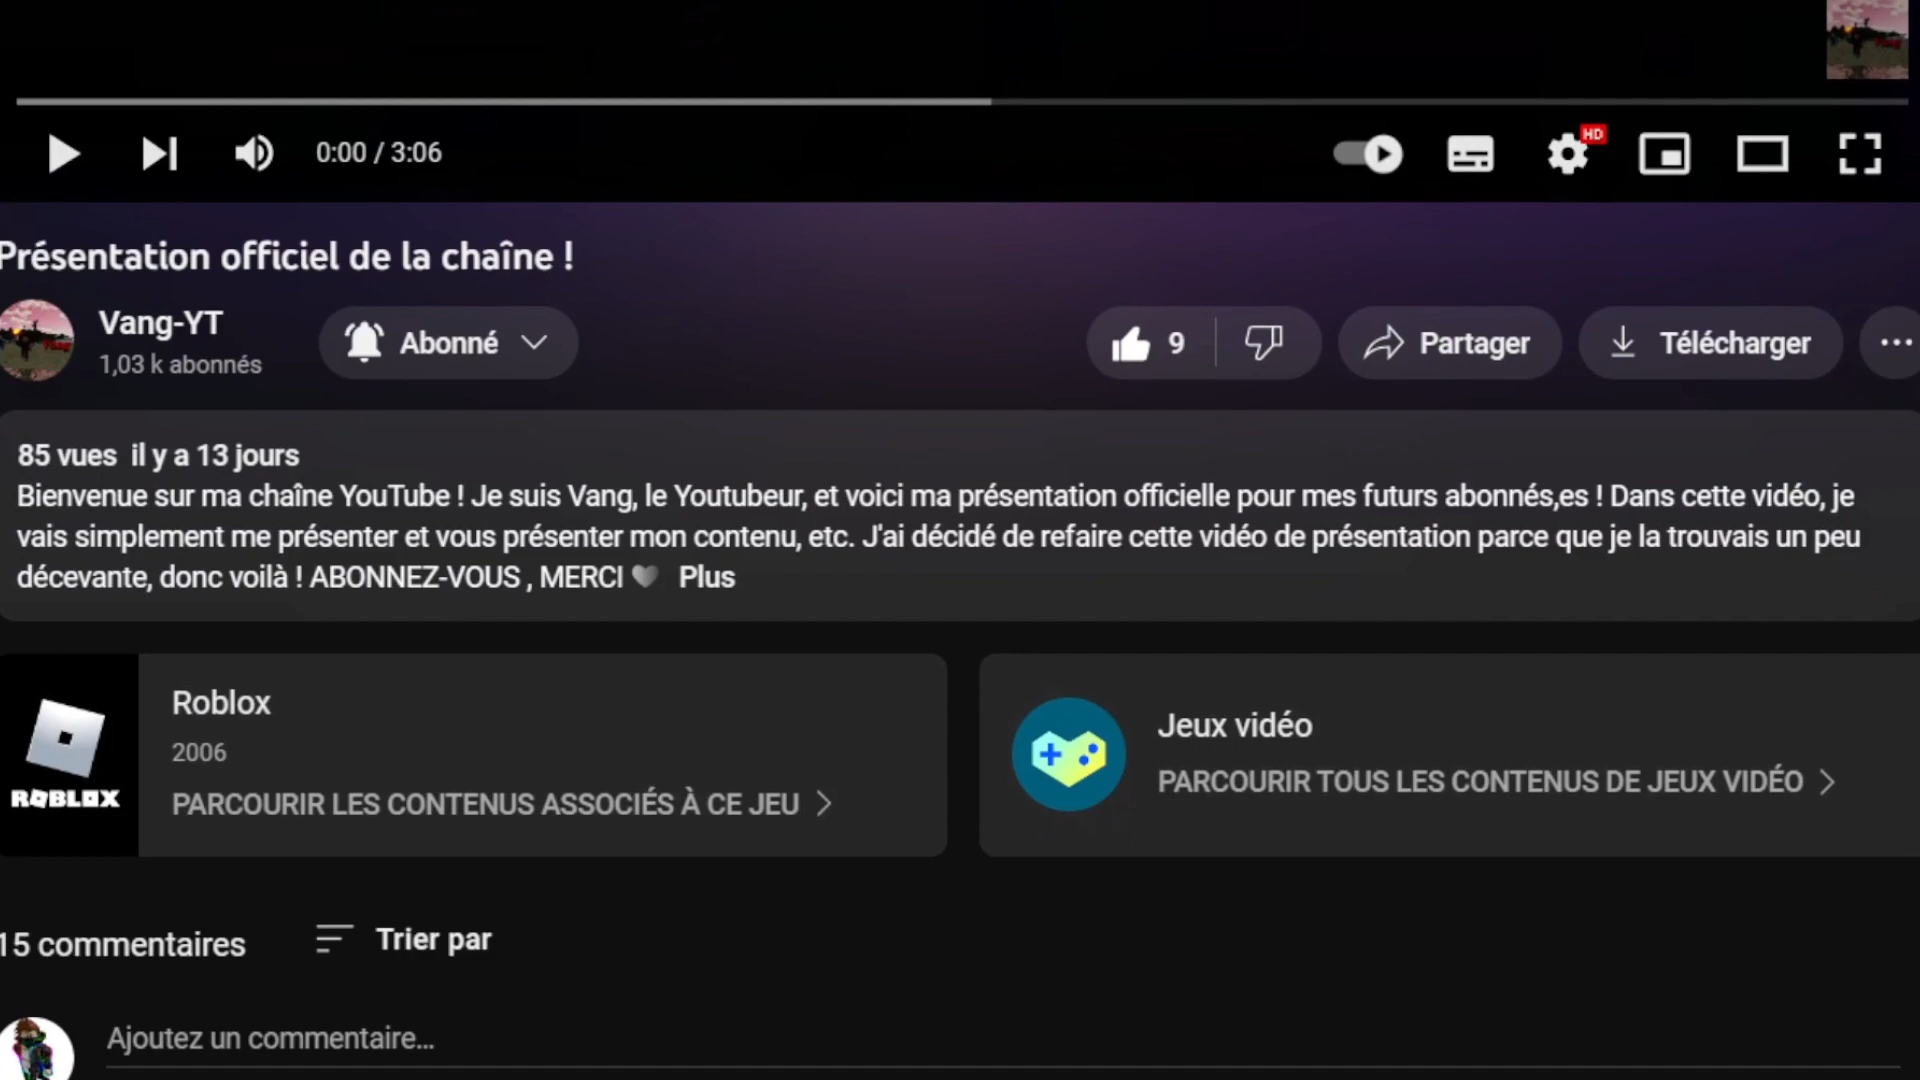 0:00 / 3:06
HD
Présentation officiel de la chaîne !
Vang-YT
1,03 k abonnés
Abonné
9
Partager
Télécharger
85 vues il y a 13 jours
Bienvenue sur ma chaîne YouTube ! Je suis Vang, le Youtubeur, et voici ma présentation officielle pour mes futurs abonnés,es ! Dans cette vidéo, je
vais simplement me présenter et vous présenter mon contenu, etc. J'ai décidé de refaire cette vidéo de présentation parce que je la trouvais un peu
décevante, donc voilà ! ABONNEZ-VOUS , MERCI 🖤 Plus
Roblox
2006
PARCOURIR LES CONTENUS ASSOCIÉS À CE JEU
ROBLOX
Jeux vidéo
PARCOURIR TOUS LES CONTENUS DE JEUX VIDÉO
15 commentaires
Trier par
Ajoutez un commentaire...